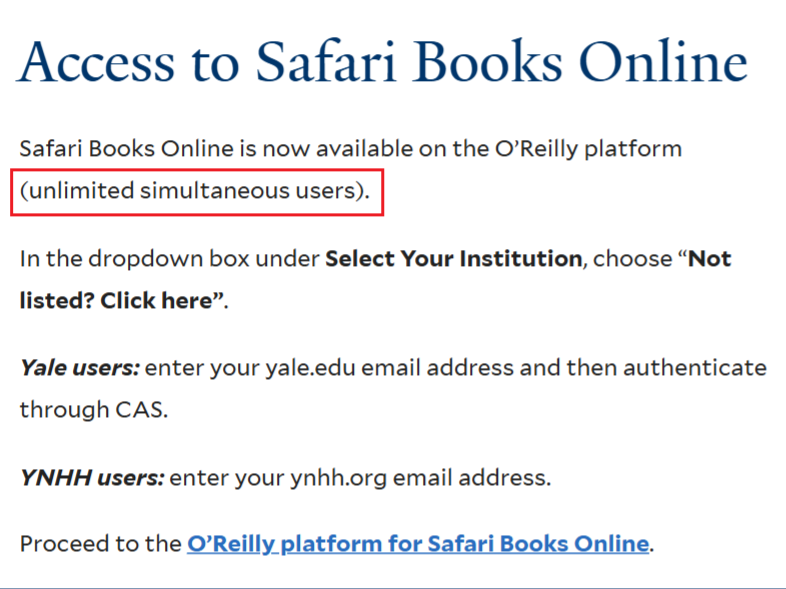 Access to Safari Books Online
Safari Books Online is now available on the O’Reilly platform
(unlimited simultaneous users).
In the dropdown box under Select Your Institution, choose “Not
listed? Click here”.
Yale users: enter your yale.edu email address and then authenticate
through CAS.
YNHH users: enter your ynhh.org email address.
Proceed to the O’Reilly platform for Safari Books Online.